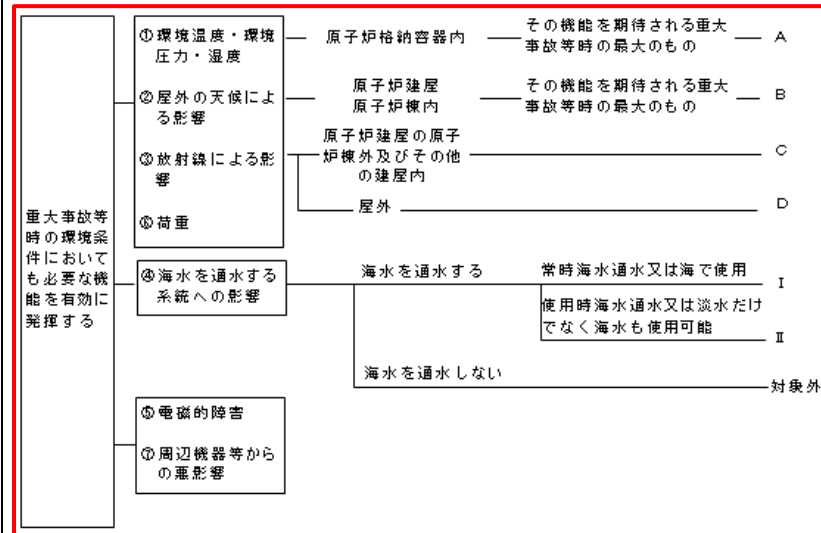 重大事故等
時の環境条
件において
も必要な機
能を有効に
発揮する
①環境温度・環境
圧力・湿度
②屋外の天候によ
る影響
③放射線による影
響
⑥荷重
原子炉格納容器内
その機能を期待される重大
事故等時の最大のもの
A
原子炉建屋
原子炉棟内
その機能を期待される重大
事故等時の最大のもの
B
原子炉建屋の原子
炉棟外及びその他
の建屋内
C
屋外
D
④海水を通水する
系統への影響
海水を通水する
常時海水通水又は海で使用
Ⅰ
使用時海水通水又は淡水だけ
でなく海水も使用可能
Ⅱ
海水を通水しない
対象外
⑤電磁的障害
⑦周辺機器等から
の悪影響